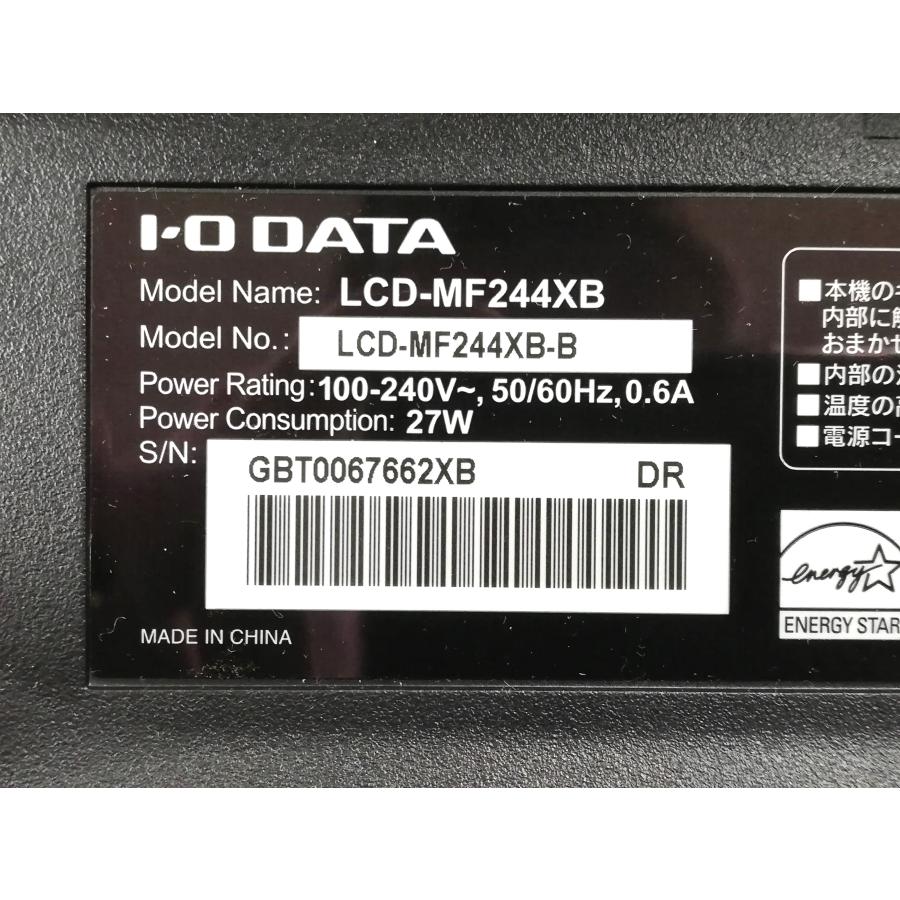 I-O DATA
Model Name: LCD-MF244XB
Model No.: LCD-MF244XB-B
Power Rating: 100-240V~, 50/60Hz, 0.6A
Power Consumption: 27W
S/N: GBT0067662XB DR
MADE IN CHINA
■本機の
内部に
おまかせ
■内部の
■温度の
■電源コー
energy
ENERGY STAR